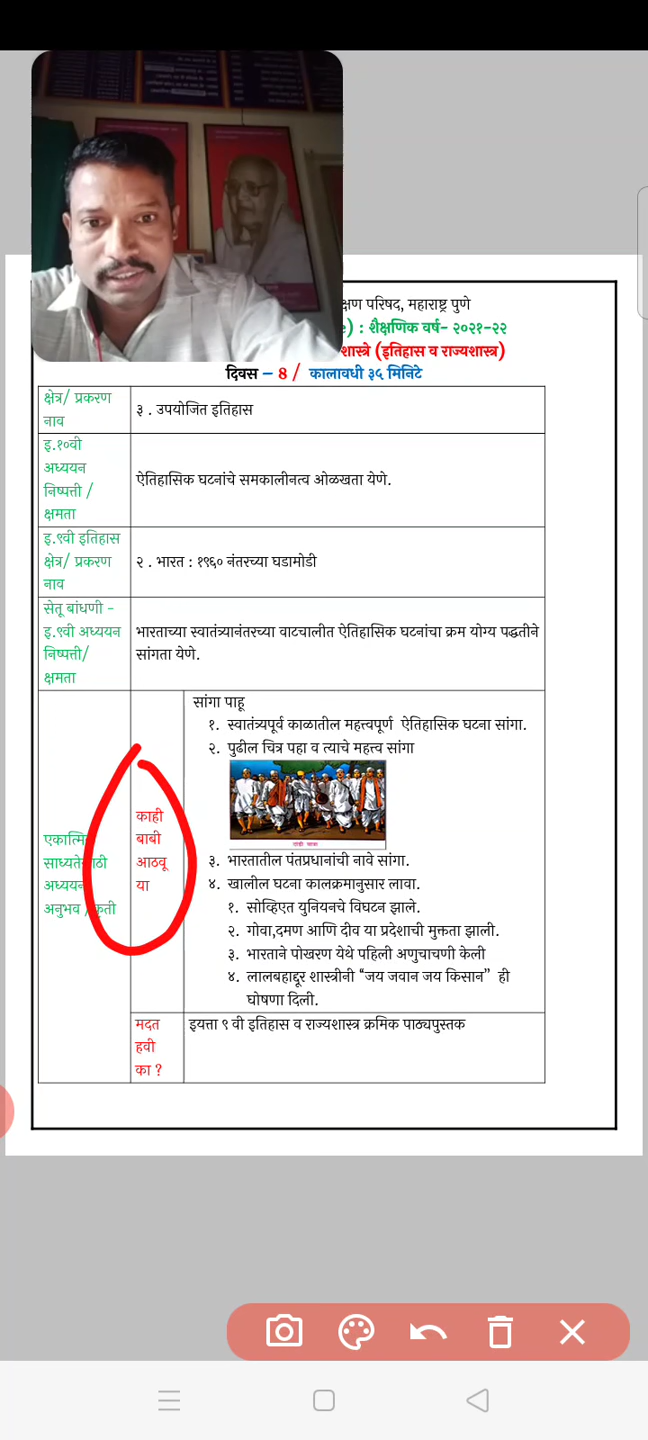 क्षण परिषद, महाराष्ट्र पुणे
e) : शैक्षणिक वर्ष- २०२१-२२
शास्त्रे (इतिहास व राज्यशास्त्र)
दिवस – 8 / कालावधी ३५ मिनिटे
क्षेत्र/ प्रकरण
नाव
३ . उपयोजित इतिहास
इ.१०वी
अध्ययन
निष्पत्ती /
क्षमता
ऐतिहासिक घटनांचे समकालीनत्व ओळखता येणे.
इ.९वी इतिहास
क्षेत्र/ प्रकरण
नाव
२ . भारत : १९६० नंतरच्या घडामोडी
सेतू बांधणी -
इ.९वी अध्ययन
निष्पत्ती/
क्षमता
भारताच्या स्वातंत्र्यानंतरच्या वाटचालीत ऐतिहासिक घटनांचा क्रम योग्य पद्धतीने
सांगता येणे.
एकात्मि
साध्यतेसाठी
अध्ययन
अनुभव / कृती
काही
बाबी
आठवू
या
सांगा पाहू
१. स्वातंत्र्यपूर्व काळातील महत्त्वपूर्ण ऐतिहासिक घटना सांगा.
२. पुढील चित्र पहा व त्याचे महत्त्व सांगा
३. भारतातील पंतप्रधानांची नावे सांगा.
४. खालील घटना कालक्रमानुसार लावा.
१. सोव्हिएत युनियनचे विघटन झाले.
२. गोवा,दमण आणि दीव या प्रदेशाची मुक्तता झाली.
३. भारताने पोखरण येथे पहिली अणुचाचणी केली
४. लालबहाद्दूर शास्त्रीनी “जय जवान जय किसान” ही
घोषणा दिली.
मदत
हवी
का ?
इयत्ता ९ वी इतिहास व राज्यशास्त्र क्रमिक पाठ्यपुस्तक